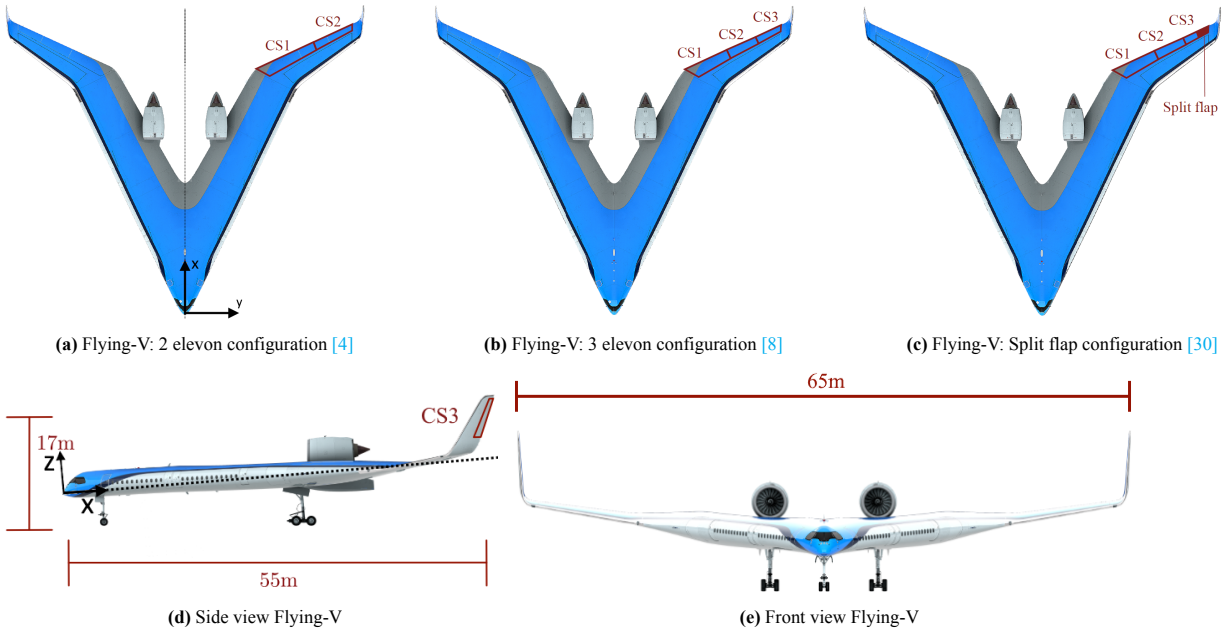 CS1
CS2
x
y
(a) Flying-V: 2 elevon configuration [4]
CS1
CS2
CS3
(b) Flying-V: 3 elevon configuration [8]
CS1
CS2
CS3
Split flap
(c) Flying-V: Split flap configuration [30]
17m
Z
X
CS3
55m
(d) Side view Flying-V
65m
(e) Front view Flying-V